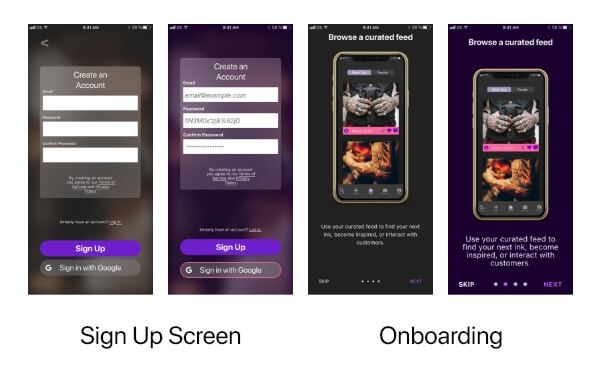 9:41 AM
58 %
<
Create an
Account
Email
Password
Confirm Password
By creating an account
you agree to our Terms of
Service and Privacy
Policy
Already have an account? Log in.
Sign Up
G Sign in with Google
9:41 AM
58 %
Create an
Account
Email
email@example.com
Password
Confirm Password
By creating an account
you agree to our Terms of
Service and Privacy
Policy
Already have an account? Log in.
Sign Up
G Sign in with Google
9:41 AM
58 %
Browse a curated feed
Use your curated feed to find your next
ink, become inspired, or interact with
customers.
SKIP
NEXT
9:41 AM
58 %
Browse a curated feed
Use your curated feed to
find your next ink, become
inspired, or interact with
customers.
SKIP
NEXT
Sign Up Screen
Onboarding